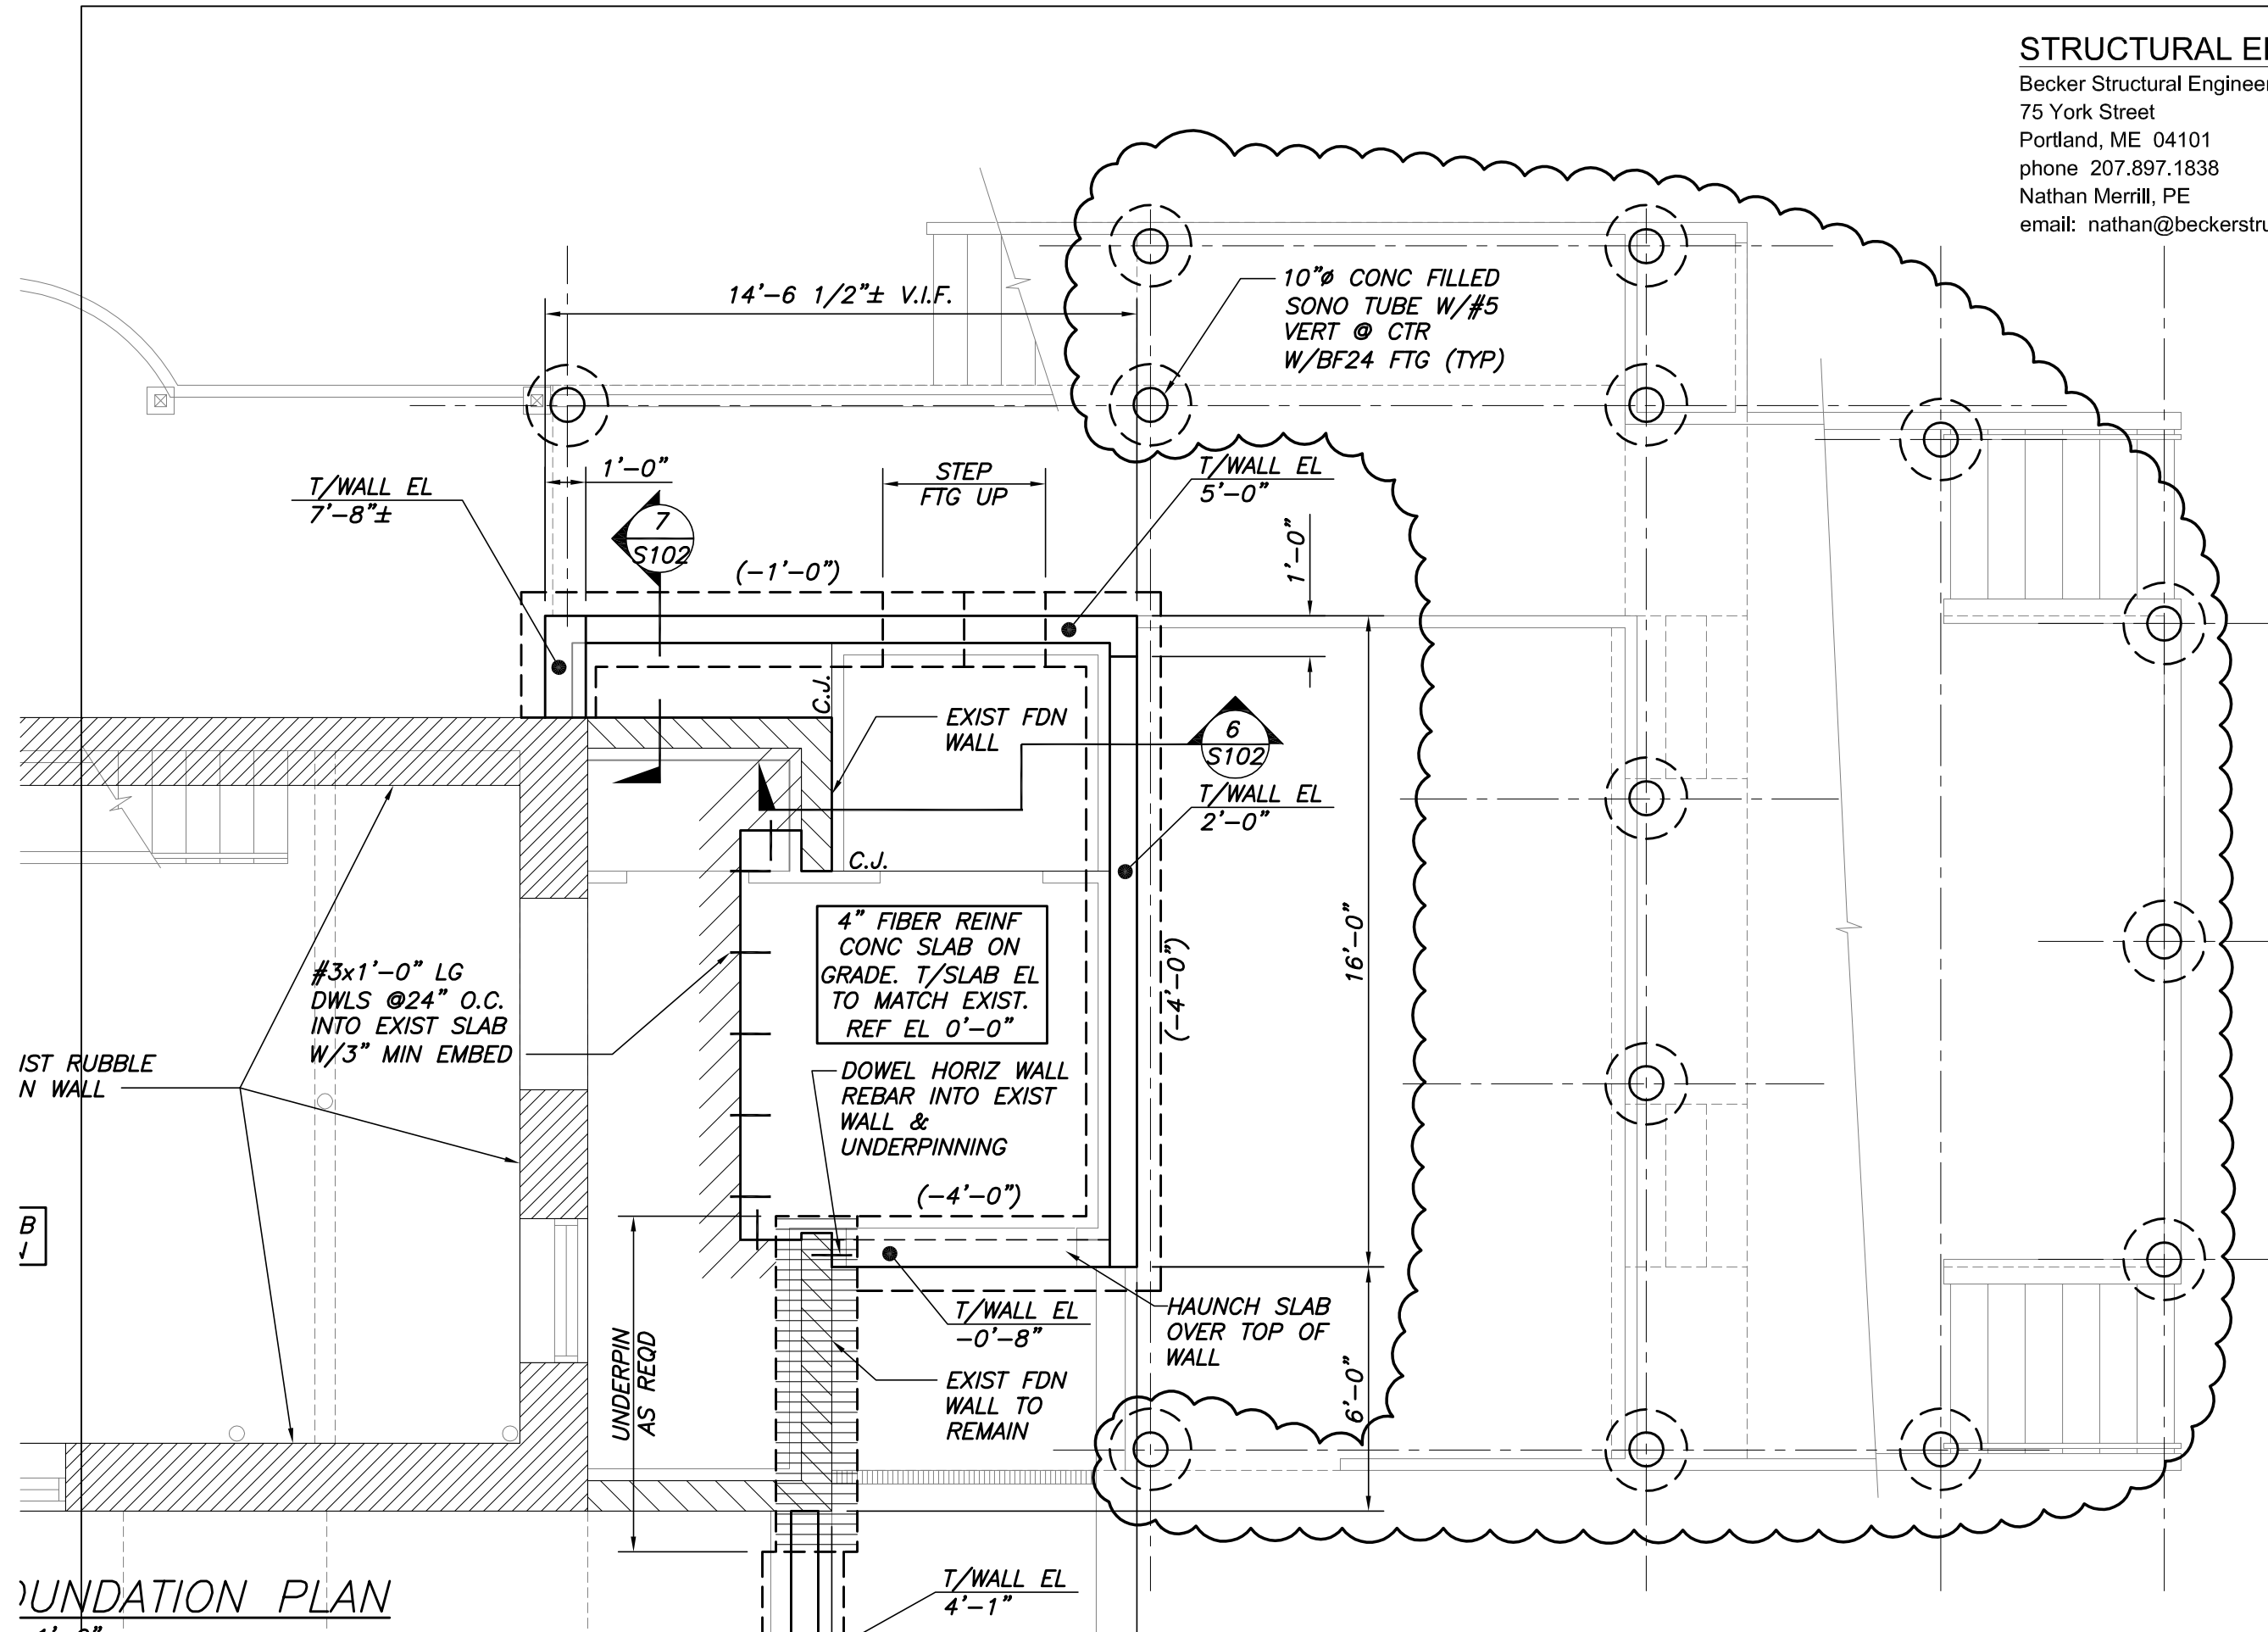 STRUCTURAL E
Becker Structural Engineer
75 York Street
Portland, ME 04101
phone 207.897.1838
Nathan Merrill, PE
email: nathan@beckerstru
14'-6 1/2"± V.I.F.
10"ø CONC FILLED
SONO TUBE W/#5
VERT @ CTR
W/BF24 FTG (TYP)
T/WALL EL
7'-8"±
1'-0"
STEP
FTG UP
T/WALL EL
5'-0"
7
S102
(-1'-0")
1'-0"
C.J.
EXIST FDN
WALL
6
S102
T/WALL EL
2'-0"
C.J.
4" FIBER REINF
CONC SLAB ON
GRADE. T/SLAB EL
TO MATCH EXIST.
REF EL 0'-0"
(-4'-0")
16'-0"
#3x1'-0" LG
DWLS @24" O.C.
INTO EXIST SLAB
W/3" MIN EMBED
IST RUBBLE
N WALL
DOWEL HORIZ WALL
REBAR INTO EXIST
WALL &
UNDERPINNING
(-4'-0")
B
UNDERPIN
AS REQD
T/WALL EL
-0'-8"
HAUNCH SLAB
OVER TOP OF
WALL
EXIST FDN
WALL TO
REMAIN
6'-0"
OUNDATION PLAN
T/WALL EL
4'-1"